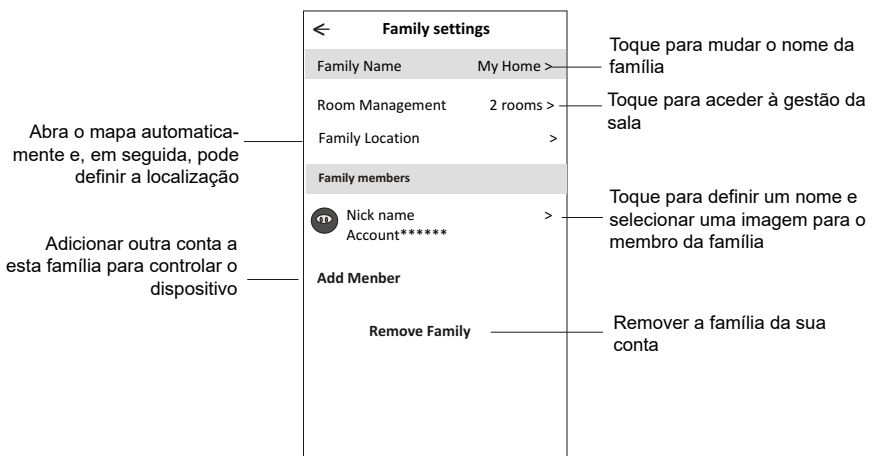 Family settings
Family Name My Home >
Room Management 2 rooms >
Family Location >
Family members
Nick name >
Account******
Add Menber
Remove Family
Abra o mapa automatica-
mente e, em seguida, pode
definir a localização
Adicionar outra conta a
esta família para controlar o
dispositivo
Toque para mudar o nome da
família
Toque para aceder à gestão da
sala
Toque para definir um nome e
selecionar uma imagem para o
membro da família
Remover a família da sua
conta